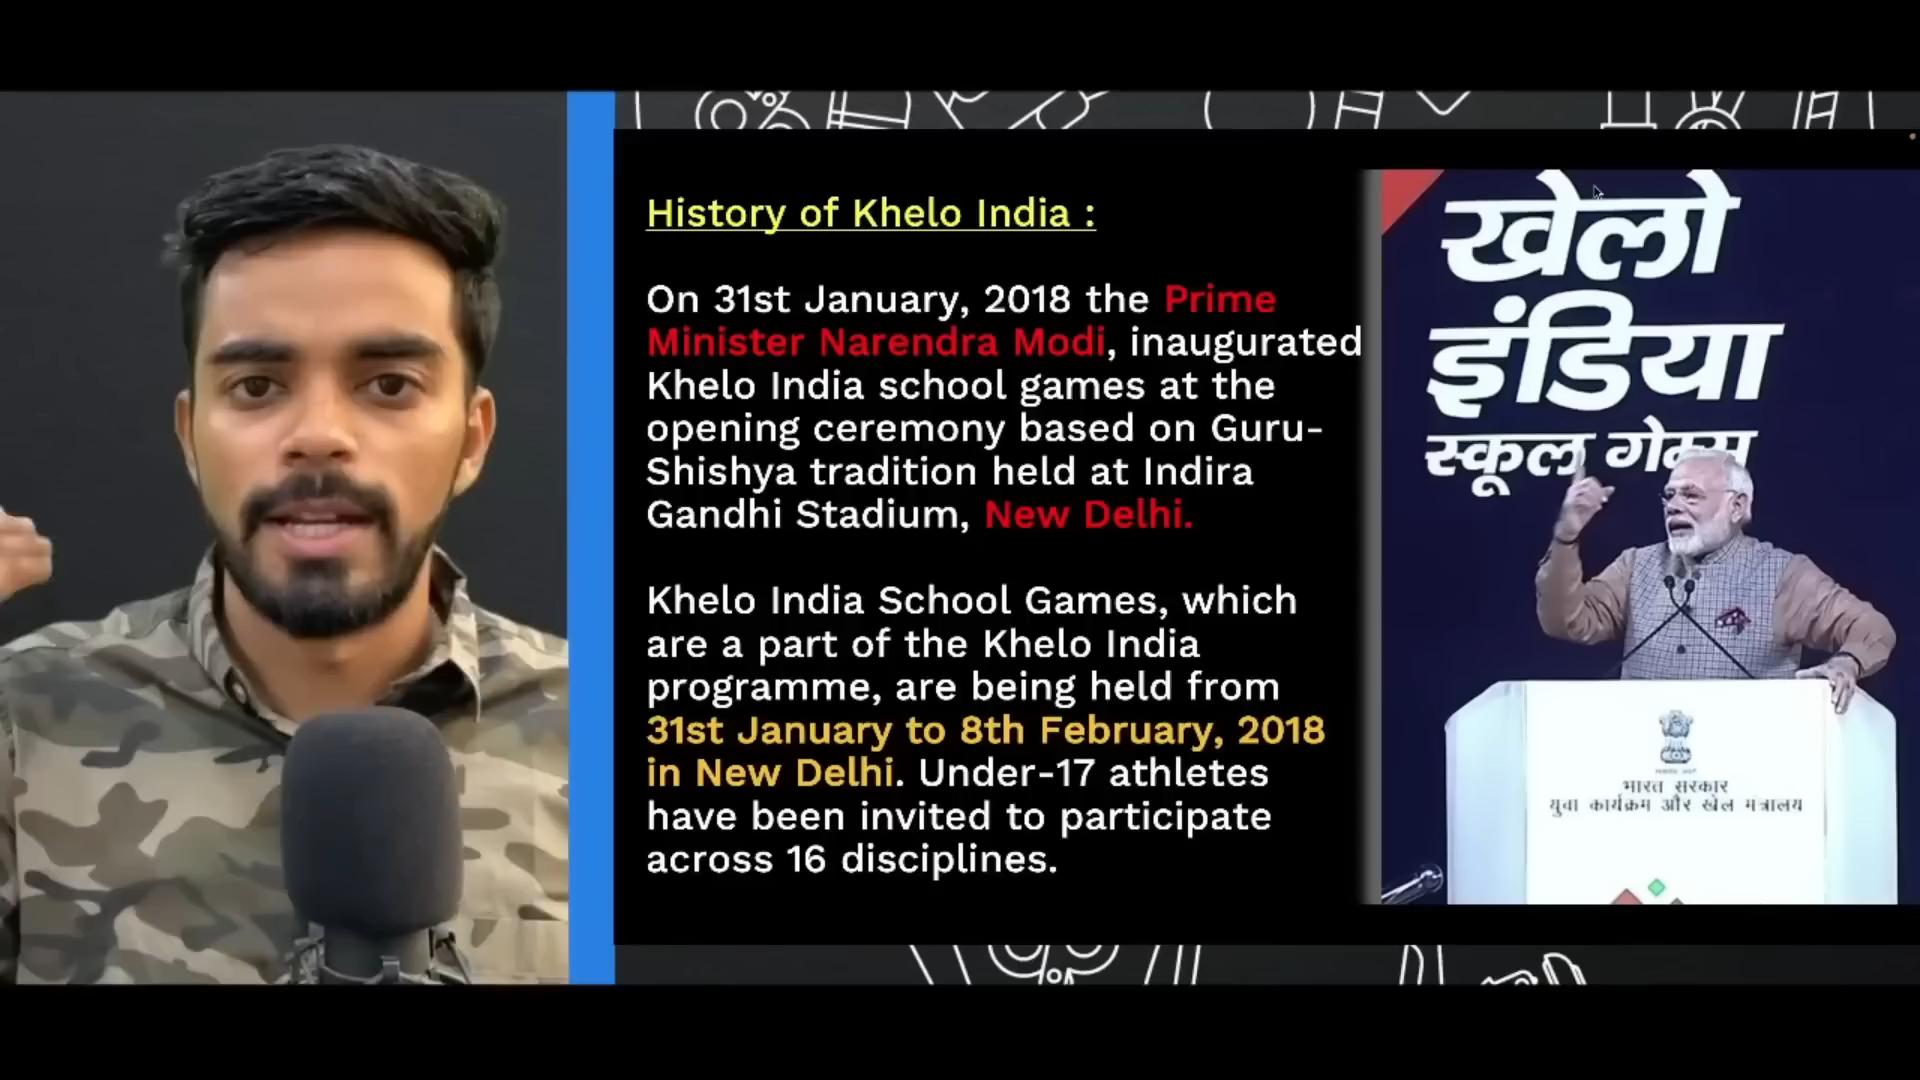 History of Khelo India :
On 31st January, 2018 the Prime
Minister Narendra Modi, inaugurated
Khelo India school games at the
opening ceremony based on Guru-
Shishya tradition held at Indira
Gandhi Stadium, New Delhi.
Khelo India School Games, which
are a part of the Khelo India
programme, are being held from
31st January to 8th February, 2018
in New Delhi. Under-17 athletes
have been invited to participate
across 16 disciplines.
खेलो
इंडिया
स्कूल गेम्स
भारत सरकार
युवा कार्यक्रम और खेल मंत्रालय